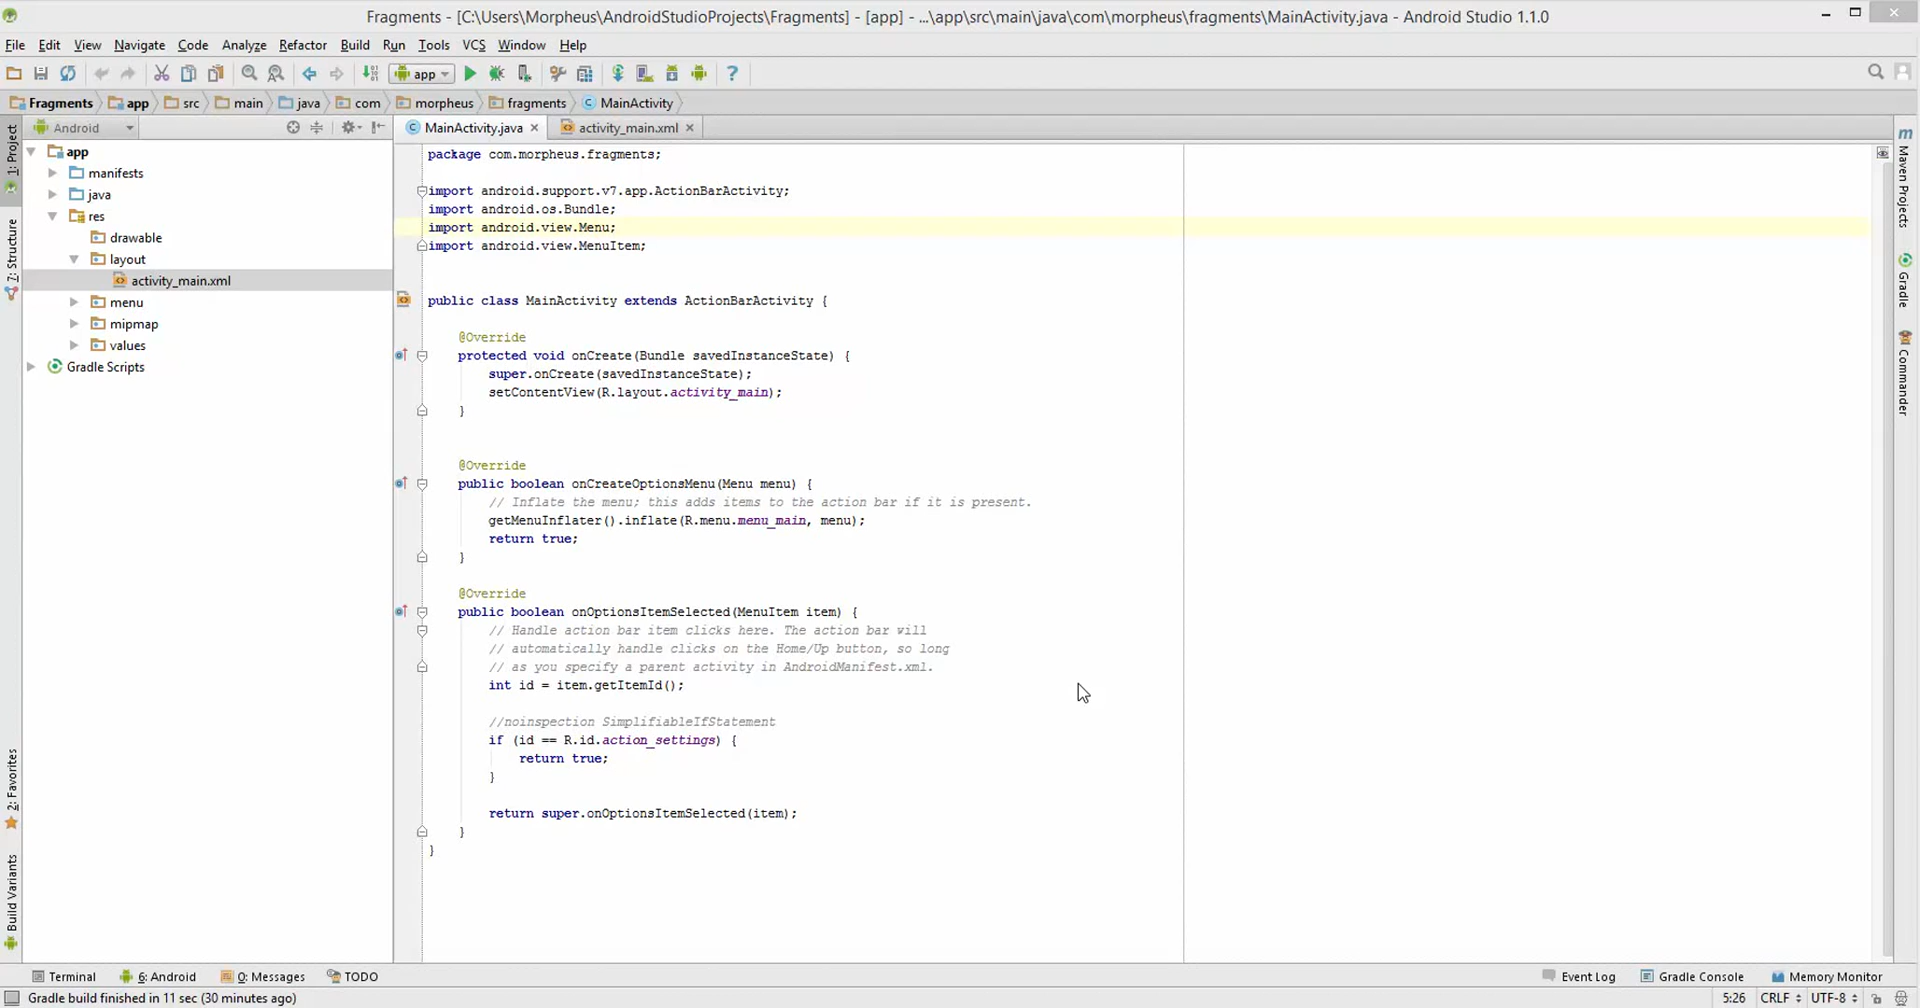 Fragments - [C:\Users\Morpheus\AndroidStudioProjects\Fragments] - [app] - ...\app\src\main\java\com\morpheus\fragments\MainActivity.java - Android Studio 1.1.0
File Edit View Navigate Code Analyze Refactor Build Run Tools VCS Window Help
app
Fragments app src main java com morpheus fragments MainActivity
Android
MainActivity.java activity_main.xml
1: Project
7: Structure
2: Favorites
Build Variants
app
manifests
java
res
drawable
layout
activity_main.xml
menu
mipmap
values
Gradle Scripts
package com.morpheus.fragments;
import android.support.v7.app.ActionBarActivity;
import android.os.Bundle;
import android.view.Menu;
import android.view.MenuItem;
public class MainActivity extends ActionBarActivity {
@Override
protected void onCreate(Bundle savedInstanceState) {
super.onCreate(savedInstanceState);
setContentView(R.layout.activity_main);
}
@Override
public boolean onCreateOptionsMenu(Menu menu) {
// Inflate the menu; this adds items to the action bar if it is present.
getMenuInflater().inflate(R.menu.menu_main, menu);
return true;
}
@Override
public boolean onOptionsItemSelected(MenuItem item) {
// Handle action bar item clicks here. The action bar will
// automatically handle clicks on the Home/Up button, so long
// as you specify a parent activity in AndroidManifest.xml.
int id = item.getItemId();
//noinspection SimplifiableIfStatement
if (id == R.id.action_settings) {
return true;
}
return super.onOptionsItemSelected(item);
}
}
m Maven Projects
Gradle
Commander
Terminal 6: Android 0: Messages TODO Event Log Gradle Console Memory Monitor
Gradle build finished in 11 sec (30 minutes ago) 5:26 CRLF UTF-8